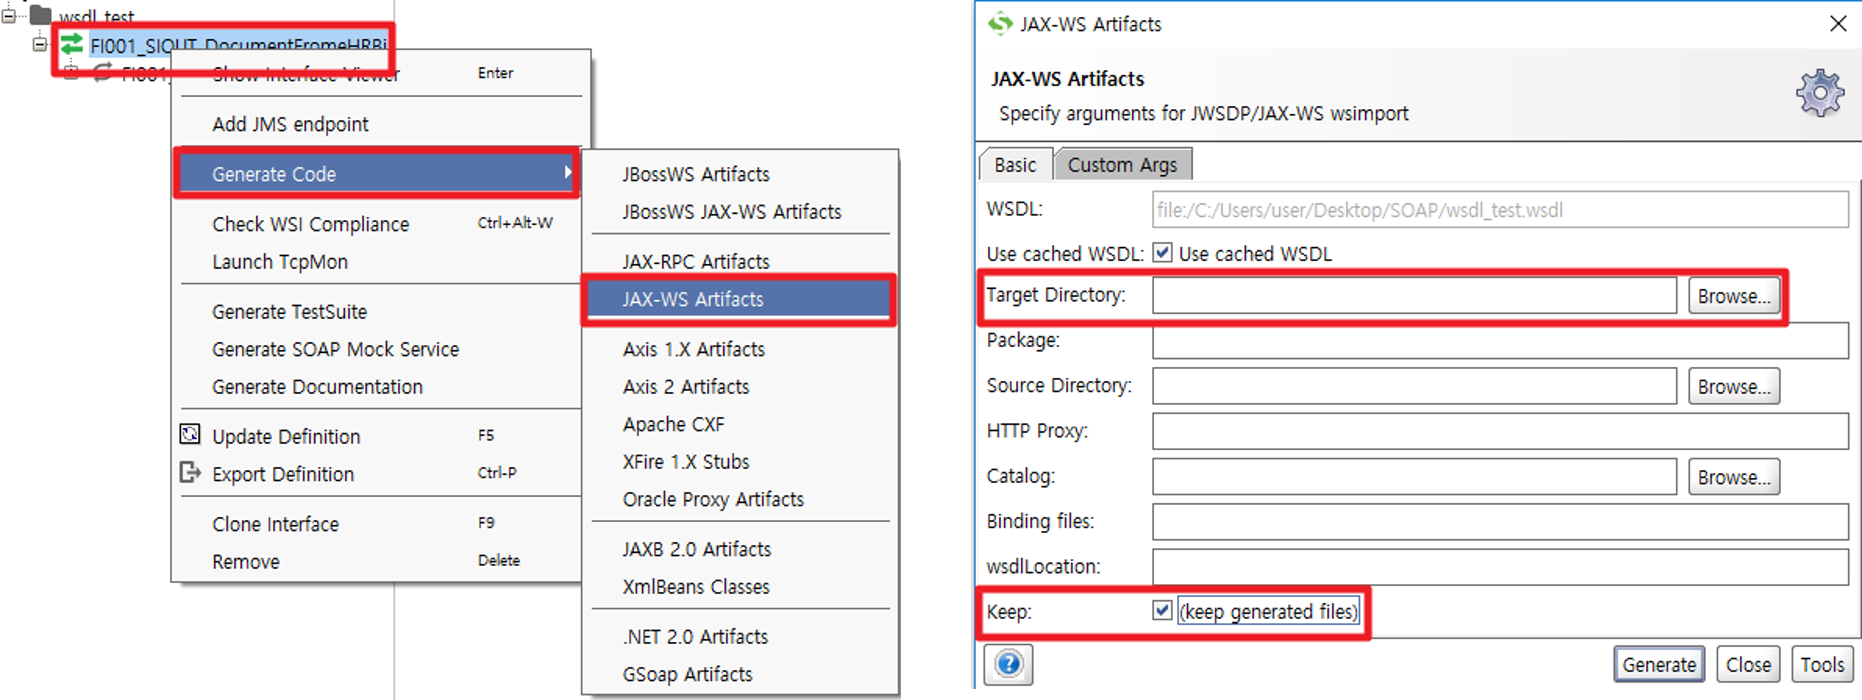 wsdl_test
FI001_SIOUT_DocumentFromeHRBi
FI001_
Show Interface Viewer Enter
Add JMS endpoint
Generate Code
Check WSI Compliance Ctrl+Alt-W
Launch TcpMon
Generate TestSuite
Generate SOAP Mock Service
Generate Documentation
Update Definition F5
Export Definition Ctrl-P
Clone Interface F9
Remove Delete
JBossWS Artifacts
JBossWS JAX-WS Artifacts
JAX-RPC Artifacts
JAX-WS Artifacts
Axis 1.X Artifacts
Axis 2 Artifacts
Apache CXF
XFire 1.X Stubs
Oracle Proxy Artifacts
JAXB 2.0 Artifacts
XmlBeans Classes
.NET 2.0 Artifacts
GSoap Artifacts
JAX-WS Artifacts
JAX-WS Artifacts
Specify arguments for JWSDP/JAX-WS wsimport
Basic Custom Args
WSDL: file:/C:/Users/user/Desktop/SOAP/wsdl_test.wsdl
Use cached WSDL: Use cached WSDL
Target Directory: Browse...
Package:
Source Directory: Browse...
HTTP Proxy:
Catalog: Browse...
Binding files:
wsdlLocation:
Keep: (keep generated files)
Generate Close Tools